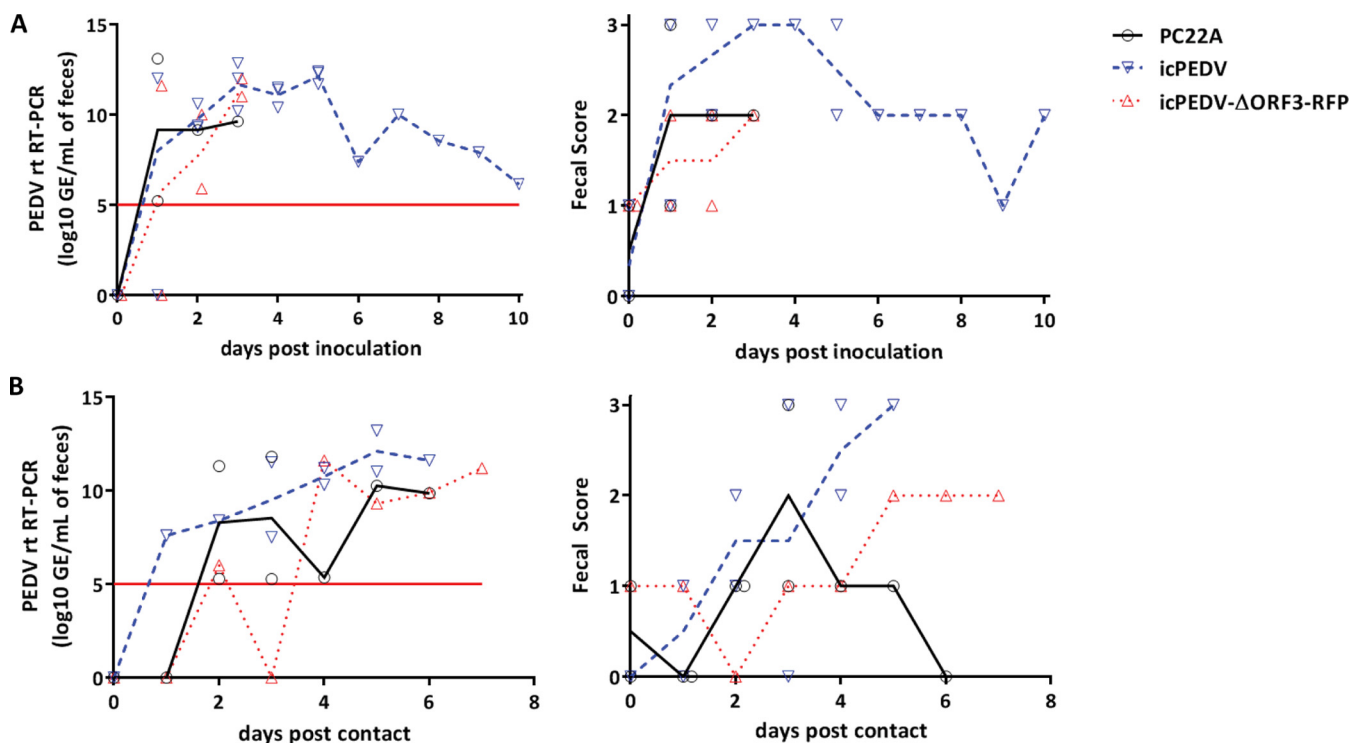 A
PEDV rt RT-PCR
(log10 GE/mL of feces)
15
10
5
0
0 2 4 6 8 10
days post inoculation
Fecal Score
3
2
1
0
0 2 4 6 8 10
days post inoculation
PC22A
icPEDV
icPEDV-ΔORF3-RFP
B
PEDV rt RT-PCR
(log10 GE/mL of feces)
15
10
5
0
0 2 4 6 8
days post contact
Fecal Score
3
2
1
0
0 2 4 6 8
days post contact